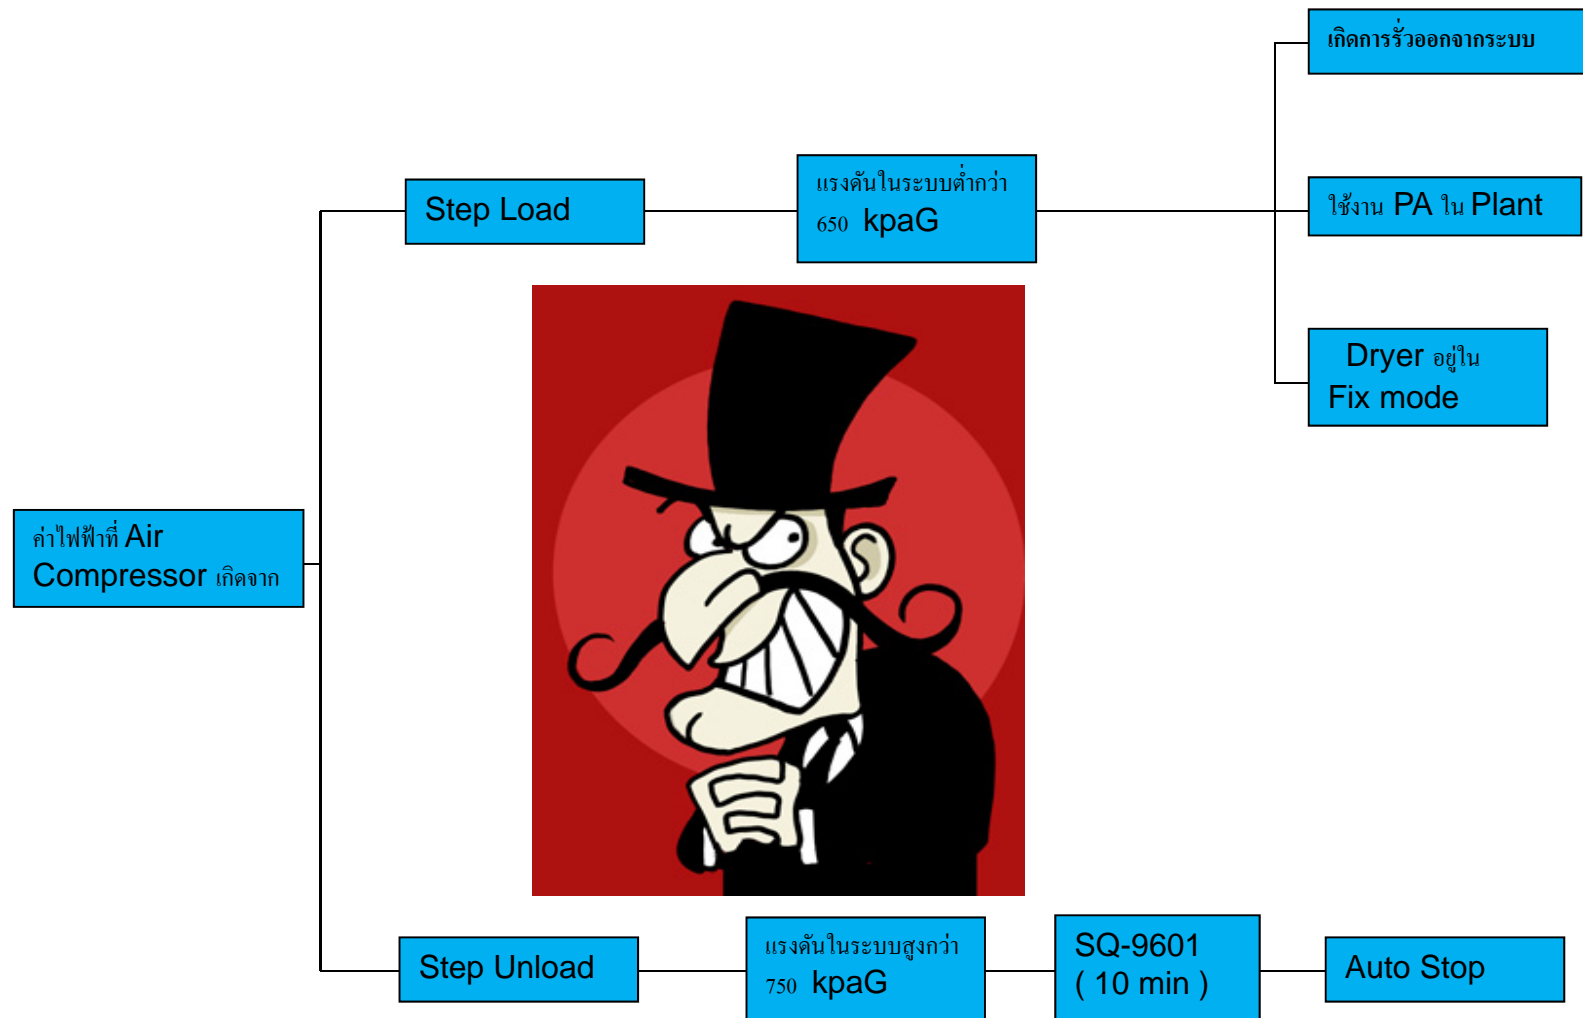 เกิดการรั่วออกจากระบบ
Step Load
แรงดันในระบบต่ำกว่า
650 kpaG
ใช้งาน PA ใน Plant
Dryer อยู่ใน
Fix mode
ค่าไฟฟ้าที่ Air
Compressor เกิดจาก
Step Unload
แรงดันในระบบสูงกว่า
750 kpaG
SQ-9601
( 10 min )
Auto Stop